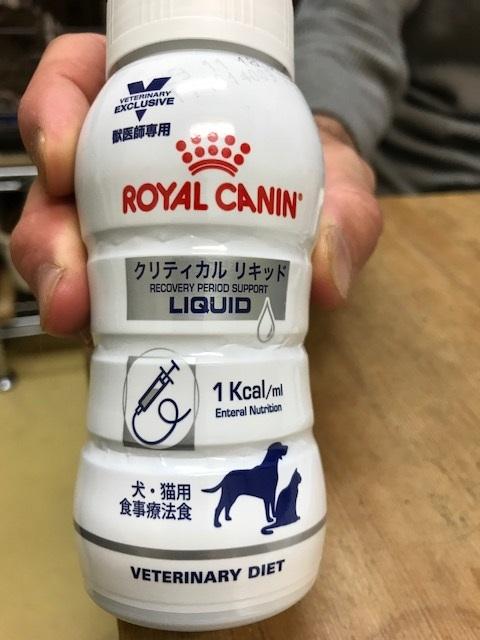 VETERINARY
EXCLUSIVE
獣医師専用
ROYAL CANIN®
クリティカル リキッド
RECOVERY PERIOD SUPPORT
LIQUID
1 Kcal/ml
Enteral Nutrition
犬・猫用
食事療法食
VETERINARY DIET